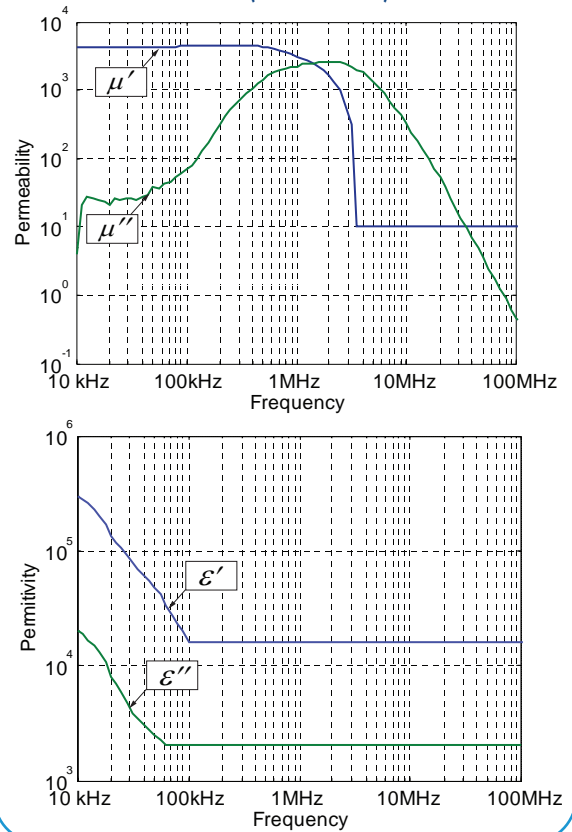 10^4
10^3
10^2
10^1
10^0
10^-1
Permeability
μ′
μ′′
10 kHz 100kHz 1MHz 10MHz 100MHz
Frequency
10^6
10^5
10^4
10^3
Permitivity
ε′
ε′′
10 kHz 100kHz 1MHz 10MHz 100MHz
Frequency